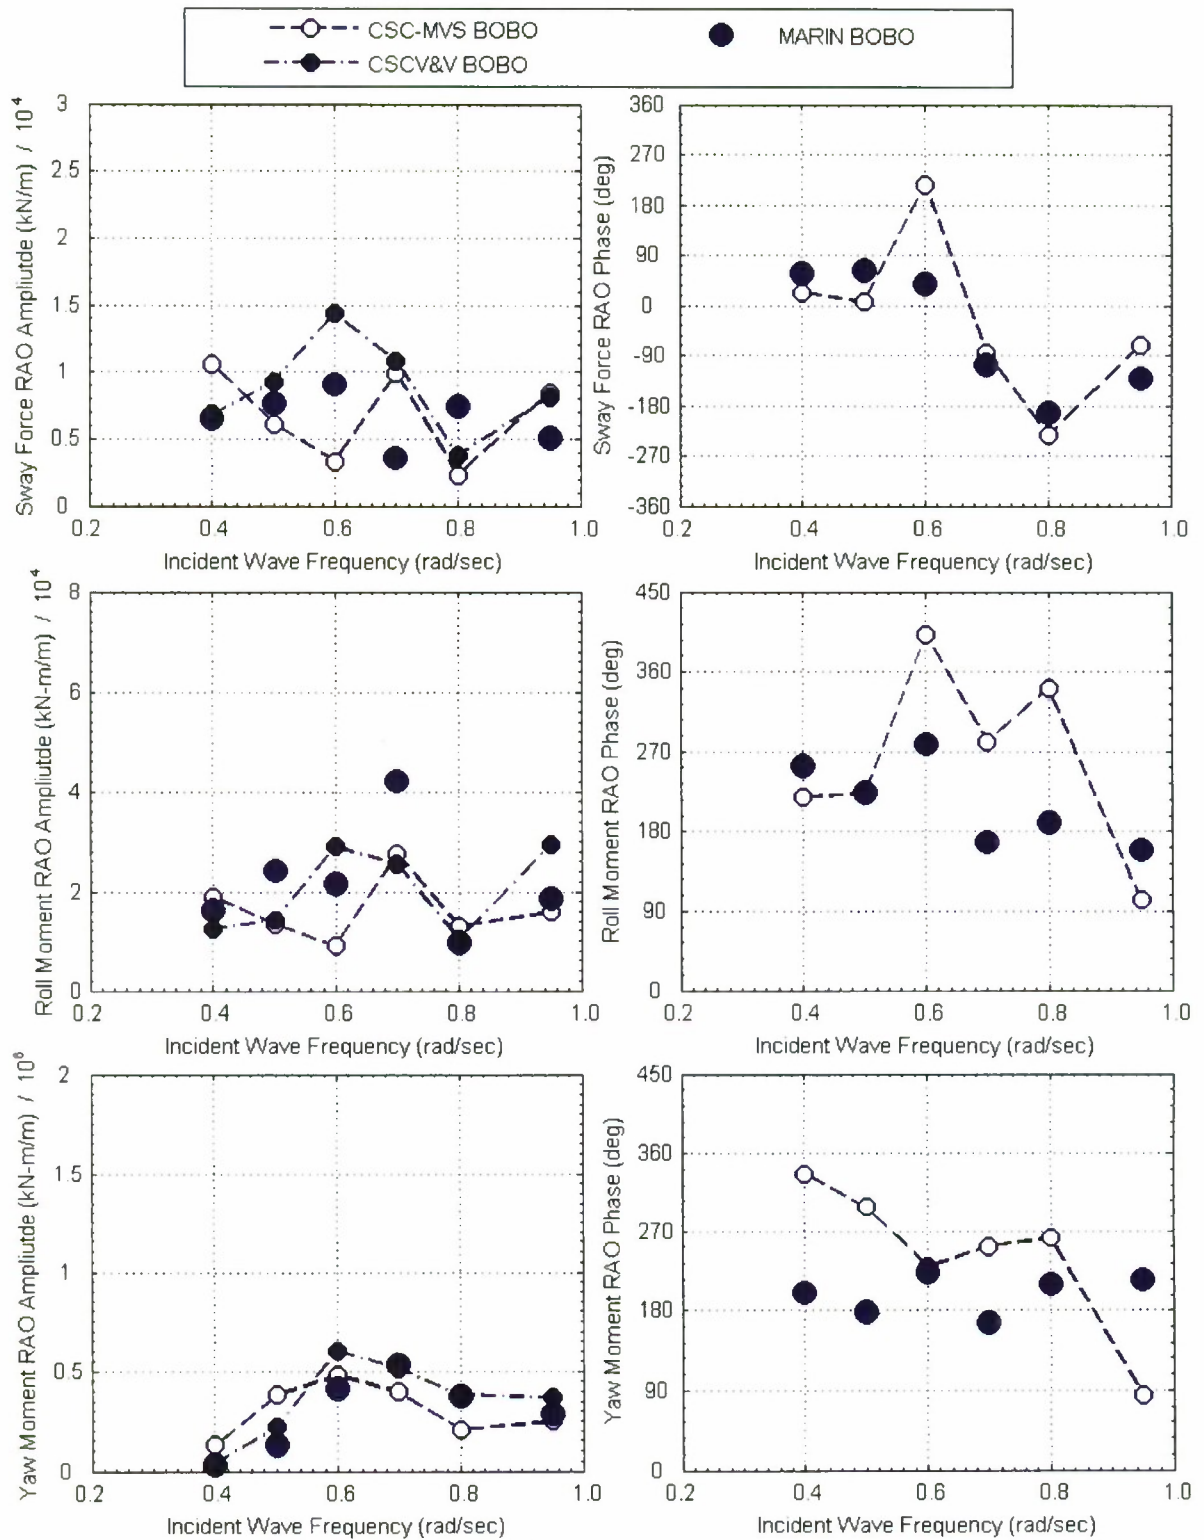 CSC-MVS BOBO
MARIN BOBO
CSCV&V BOBO
Sway Force RAO Ampliutde (kN/m) / 10^4
3
2.5
2
1.5
1
0.5
0
0.2 0.4 0.6 0.8 1.0
Incident Wave Frequency (rad/sec)
Sway Force RAO Phase (deg)
360
270
180
90
0
-90
-180
-270
-360
0.2 0.4 0.6 0.8 1.0
Incident Wave Frequency (rad/sec)
Roll Moment RAO Ampliutde (kN-m/m) / 10^4
8
6
4
2
0
0.2 0.4 0.6 0.8 1.0
Incident Wave Frequency (rad/sec)
Roll Moment RAO Phase (deg)
450
360
270
180
90
0
0.2 0.4 0.6 0.8 1.0
Incident Wave Frequency (rad/sec)
Yaw Moment RAO Ampliutde (kN-m/m) / 10^6
2
1.5
1
0.5
0
0.2 0.4 0.6 0.8 1.0
Incident Wave Frequency (rad/sec)
Yaw Moment RAO Phase (deg)
450
360
270
180
90
0
0.2 0.4 0.6 0.8 1.0
Incident Wave Frequency (rad/sec)